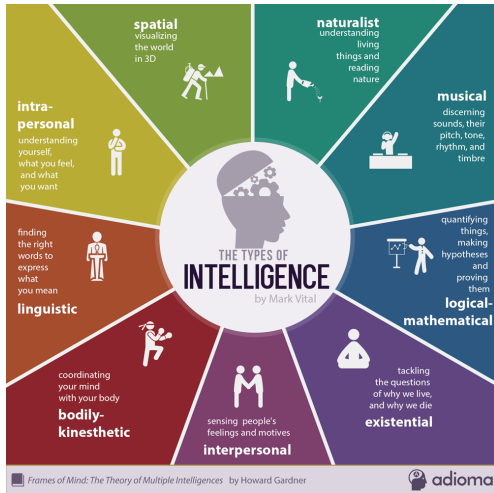 spatial
visualizing
the world
in 3D
naturalist
understanding
living
things and
reading
nature
musical
discerning
sounds, their
pitch, tone,
rhythm, and
timbre
quantifying
things,
making
hypotheses
and
proving
them
logical-
mathematical
tackling
the questions
of why we live,
and why we die
existential
sensing people's
feelings and motives
interpersonal
coordinating
your mind
with your body
bodily-
kinesthetic
finding
the right
words to
express
what
you mean
linguistic
intra-
personal
understanding
yourself,
what you feel,
and what
you want
THE TYPES OF
INTELLIGENCE
by Mark Vital
Frames of Mind: The Theory of Multiple Intelligences by Howard Gardner
adioma